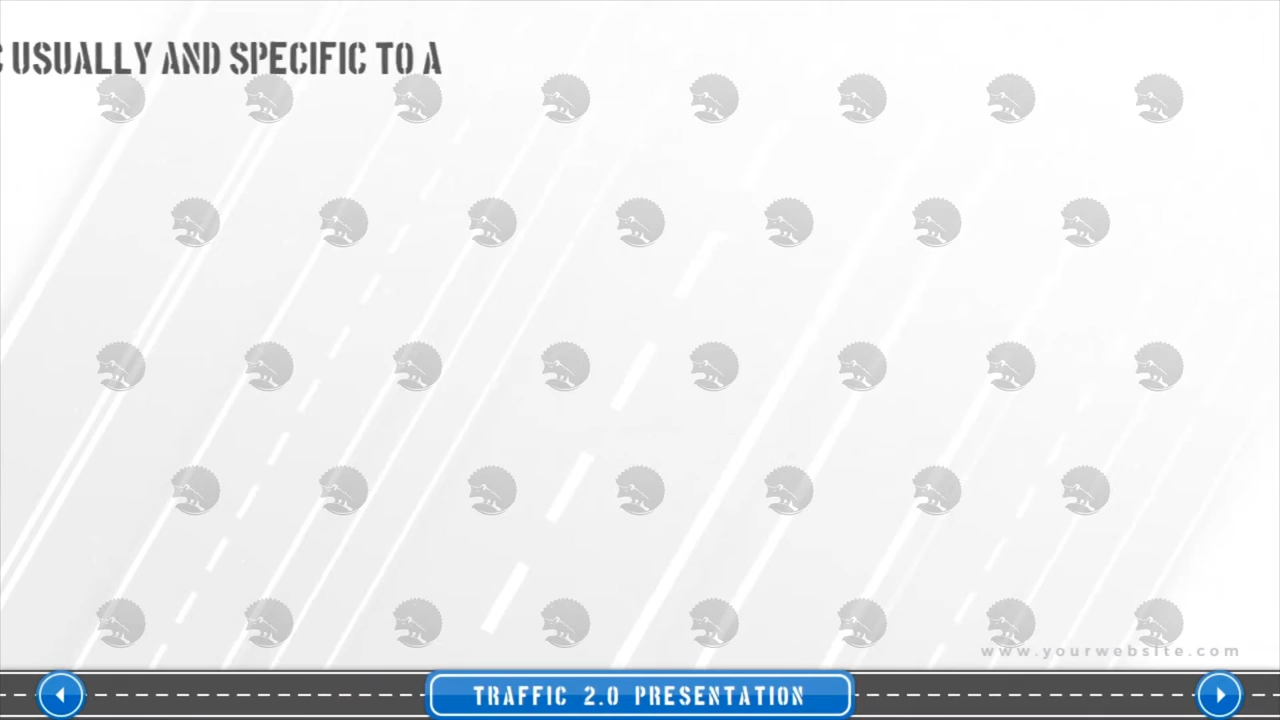 USUALLY AND SPECIFIC TO A
www.yourwebsite.com
TRAFFIC 2.0 PRESENTATION